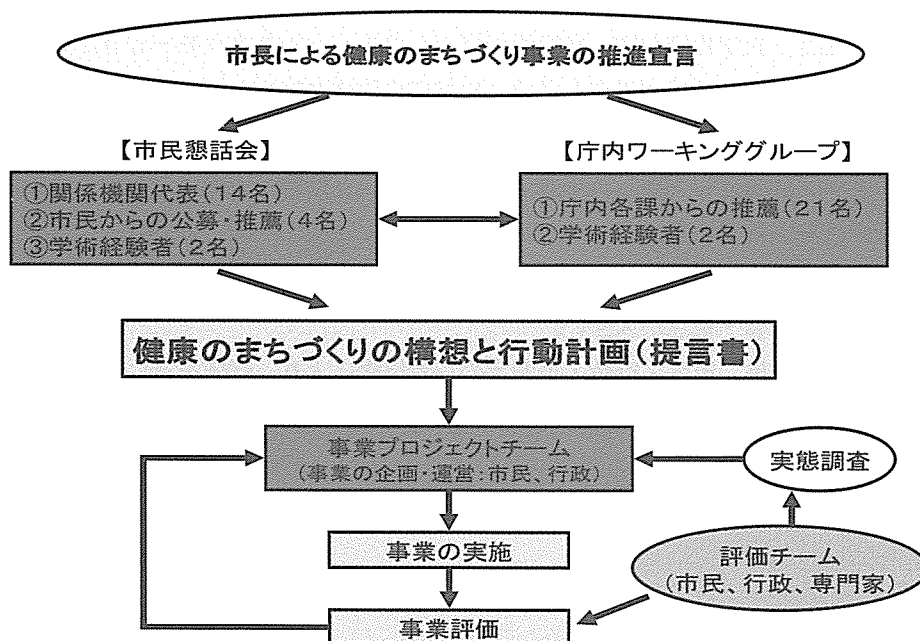 市長による健康のまちづくり事業の推進宣言
【市民懇話会】
①関係機関代表(14名)
②市民からの公募・推薦(4名)
③学術経験者(2名)
【庁内ワーキンググループ】
①庁内各課からの推薦(21名)
②学術経験者(2名)
健康のまちづくりの構想と行動計画(提言書)
事業プロジェクトチーム
(事業の企画・運営:市民、行政)
実態調査
事業の実施
評価チーム
(市民、行政、専門家)
事業評価